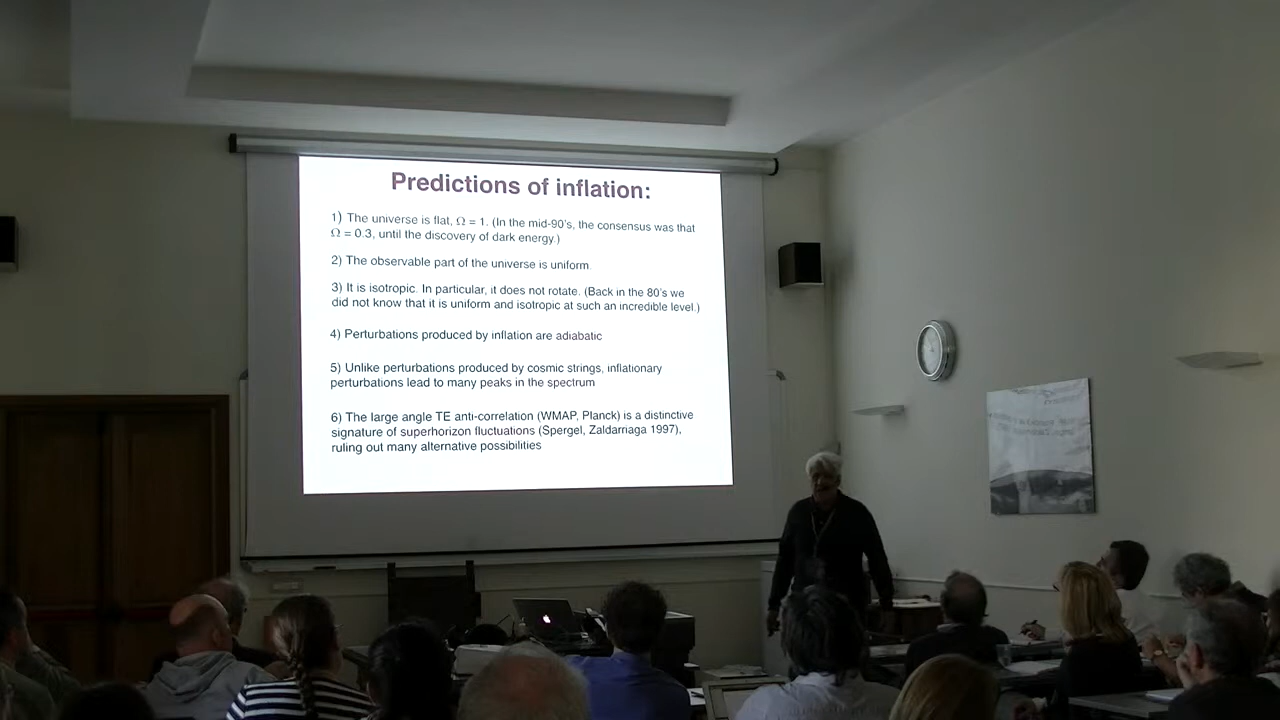 Predictions of inflation:
1) The universe is flat, Ω = 1. (In the mid-90's, the consensus was that
Ω = 0.3, until the discovery of dark energy.)
2) The observable part of the universe is uniform.
3) It is isotropic. In particular, it does not rotate. (Back in the 80's we
did not know that it is uniform and isotropic at such an incredible level.)
4) Perturbations produced by inflation are adiabatic
5) Unlike perturbations produced by cosmic strings, inflationary
perturbations lead to many peaks in the spectrum
6) The large angle TE anti-correlation (WMAP, Planck) is a distinctive
signature of superhorizon fluctuations (Spergel, Zaldarriaga 1997),
ruling out many alternative possibilities